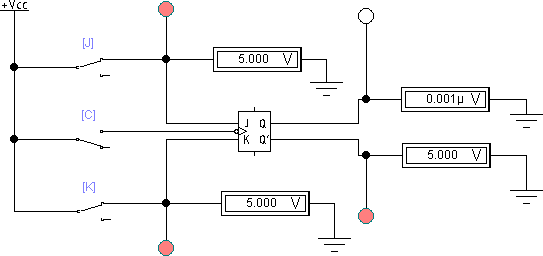 +Vcc
[J]
5.000 V
0.001µ V
[C]
J Q
K Q'
5.000 V
[K]
5.000 V